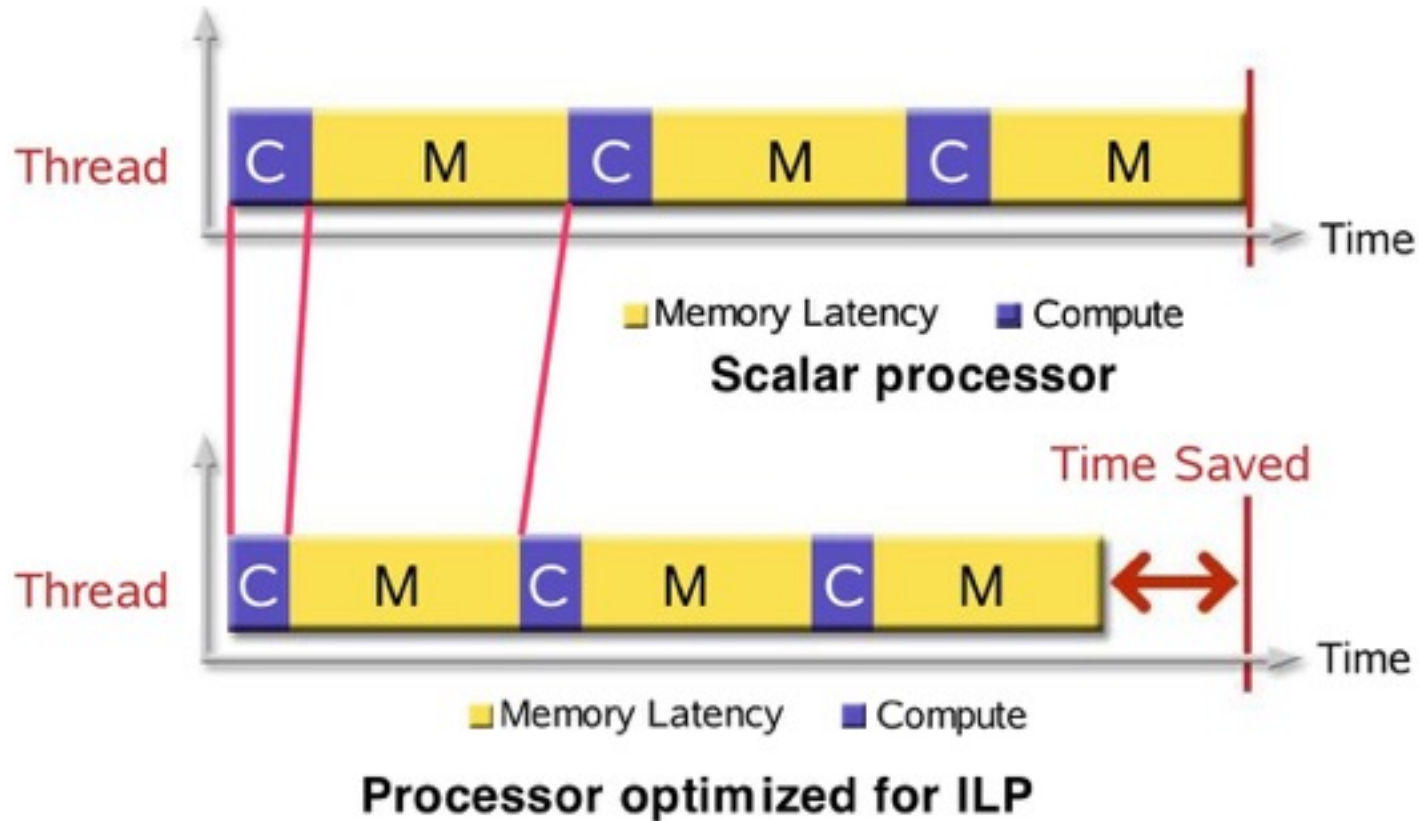 Thread C M C M C M
Time
Memory Latency Compute
Scalar processor
Time Saved
Thread C M C M C M
Time
Memory Latency Compute
Processor optimized for ILP